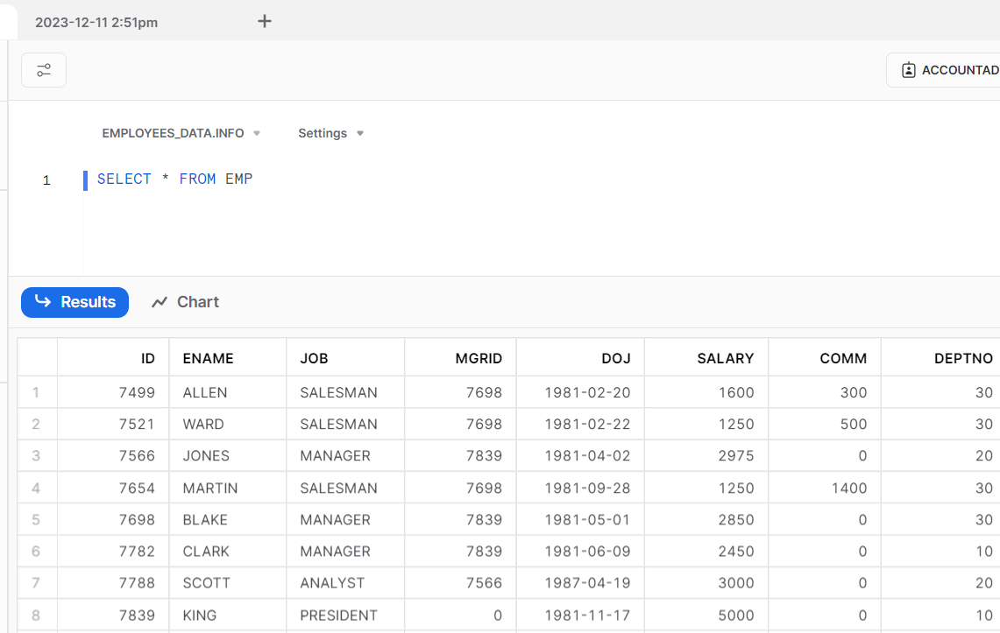 2023-12-11 2:51pm +
ACCOUNTAD
EMPLOYEES_DATA.INFO Settings
1 SELECT * FROM EMP
Results Chart
ID ENAME JOB MGRID DOJ SALARY COMM DEPTNO
1 7499 ALLEN SALESMAN 7698 1981-02-20 1600 300 30
2 7521 WARD SALESMAN 7698 1981-02-22 1250 500 30
3 7566 JONES MANAGER 7839 1981-04-02 2975 0 20
4 7654 MARTIN SALESMAN 7698 1981-09-28 1250 1400 30
5 7698 BLAKE MANAGER 7839 1981-05-01 2850 0 30
6 7782 CLARK MANAGER 7839 1981-06-09 2450 0 10
7 7788 SCOTT ANALYST 7566 1987-04-19 3000 0 20
8 7839 KING PRESIDENT 0 1981-11-17 5000 0 10